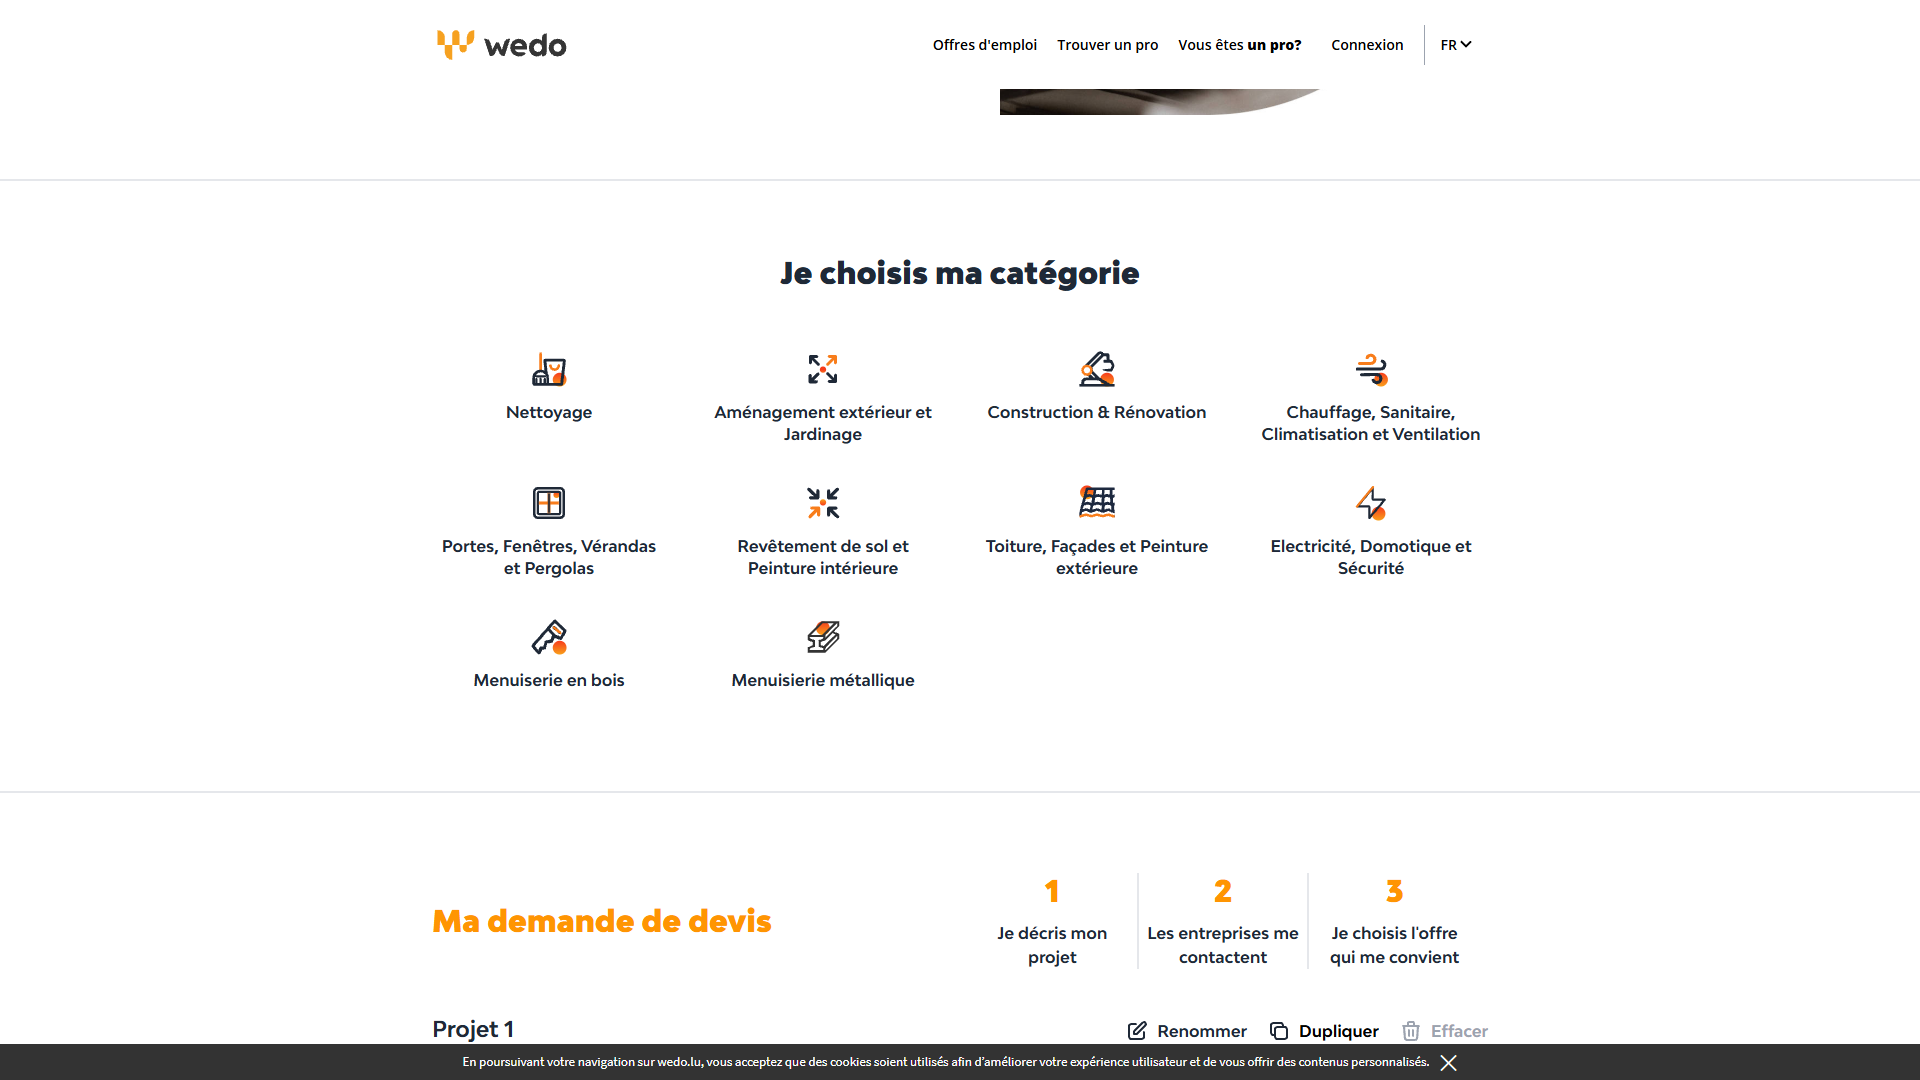 wedo
Offres d'emploi
Trouver un pro
Vous êtes un pro?
Connexion
FR
Je choisis ma catégorie
Nettoyage
Aménagement extérieur et
Jardinage
Construction & Rénovation
Chauffage, Sanitaire,
Climatisation et Ventilation
Portes, Fenêtres, Vérandas
et Pergolas
Revêtement de sol et
Peinture intérieure
Toiture, Façades et Peinture
extérieure
Electricité, Domotique et
Sécurité
Menuiserie en bois
Menuisierie métallique
Ma demande de devis
1
Je décris mon
projet
2
Les entreprises me
contactent
3
Je choisis l'offre
qui me convient
Projet 1
Renommer
Dupliquer
Effacer
En poursuivant votre navigation sur wedo.lu, vous acceptez que des cookies soient utilisés afin d’améliorer votre expérience utilisateur et de vous offrir des contenus personnalisés.